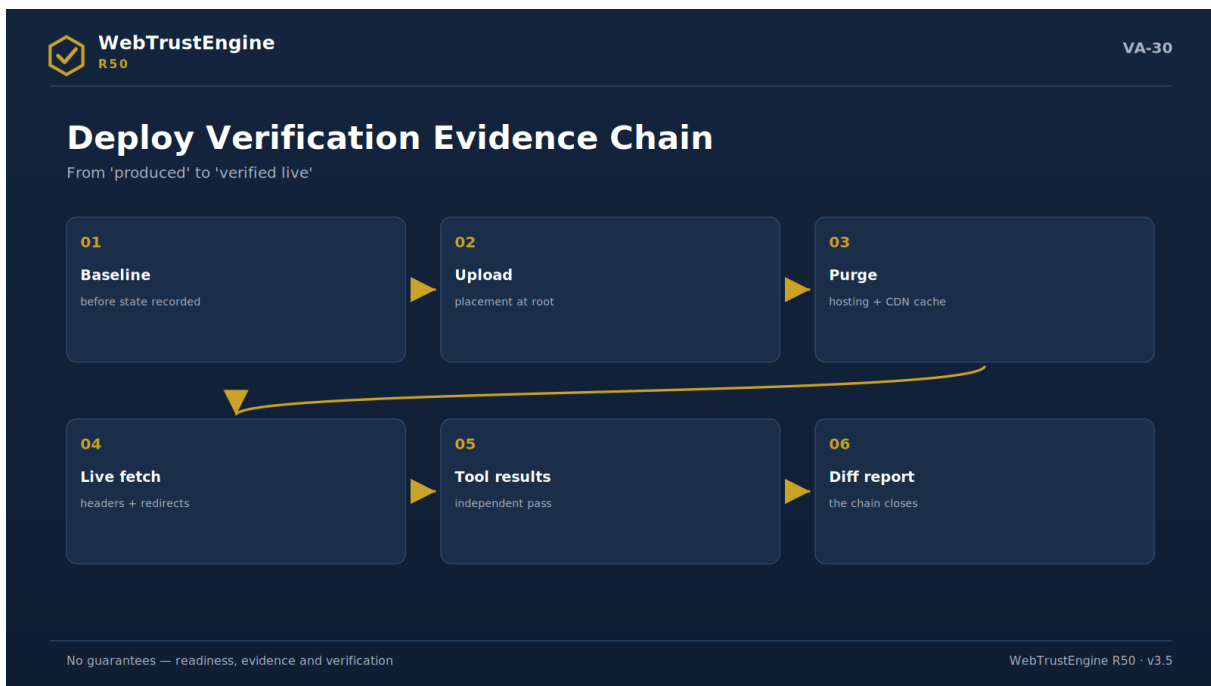 WebTrustEngine
R50
VA-30
Deploy Verification Evidence Chain
From 'produced' to 'verified live'
01
Baseline
before state recorded
02
Upload
placement at root
03
Purge
hosting + CDN cache
04
Live fetch
headers + redirects
05
Tool results
independent pass
06
Diff report
the chain closes
No guarantees — readiness, evidence and verification
WebTrustEngine R50 · v3.5